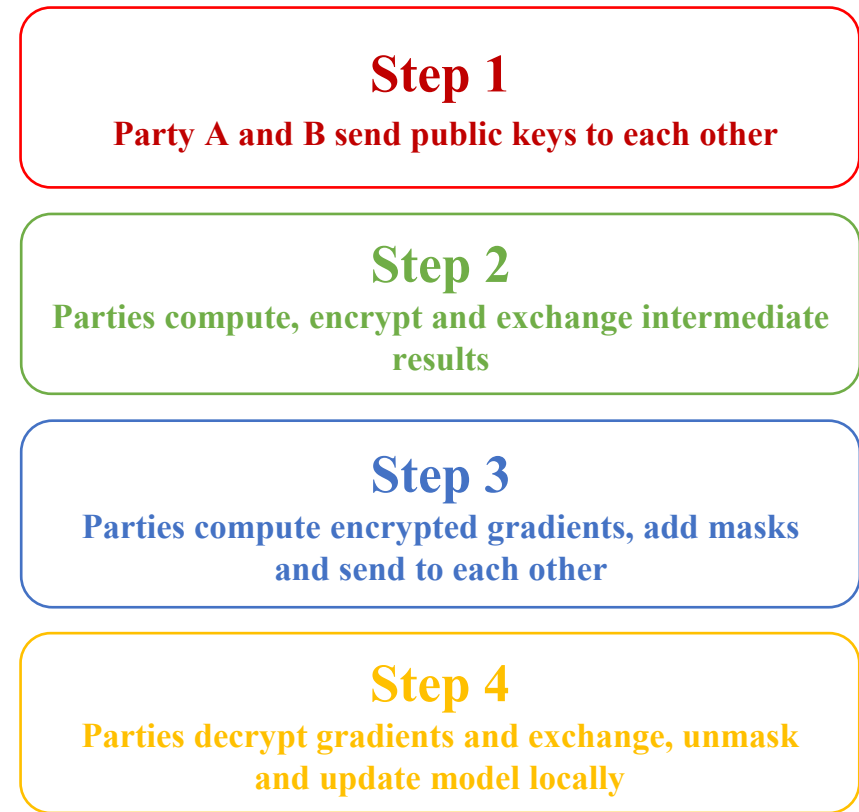 Step 1
Party A and B send public keys to each other
Step 2
Parties compute, encrypt and exchange intermediate
results
Step 3
Parties compute encrypted gradients, add masks
and send to each other
Step 4
Parties decrypt gradients and exchange, unmask
and update model locally